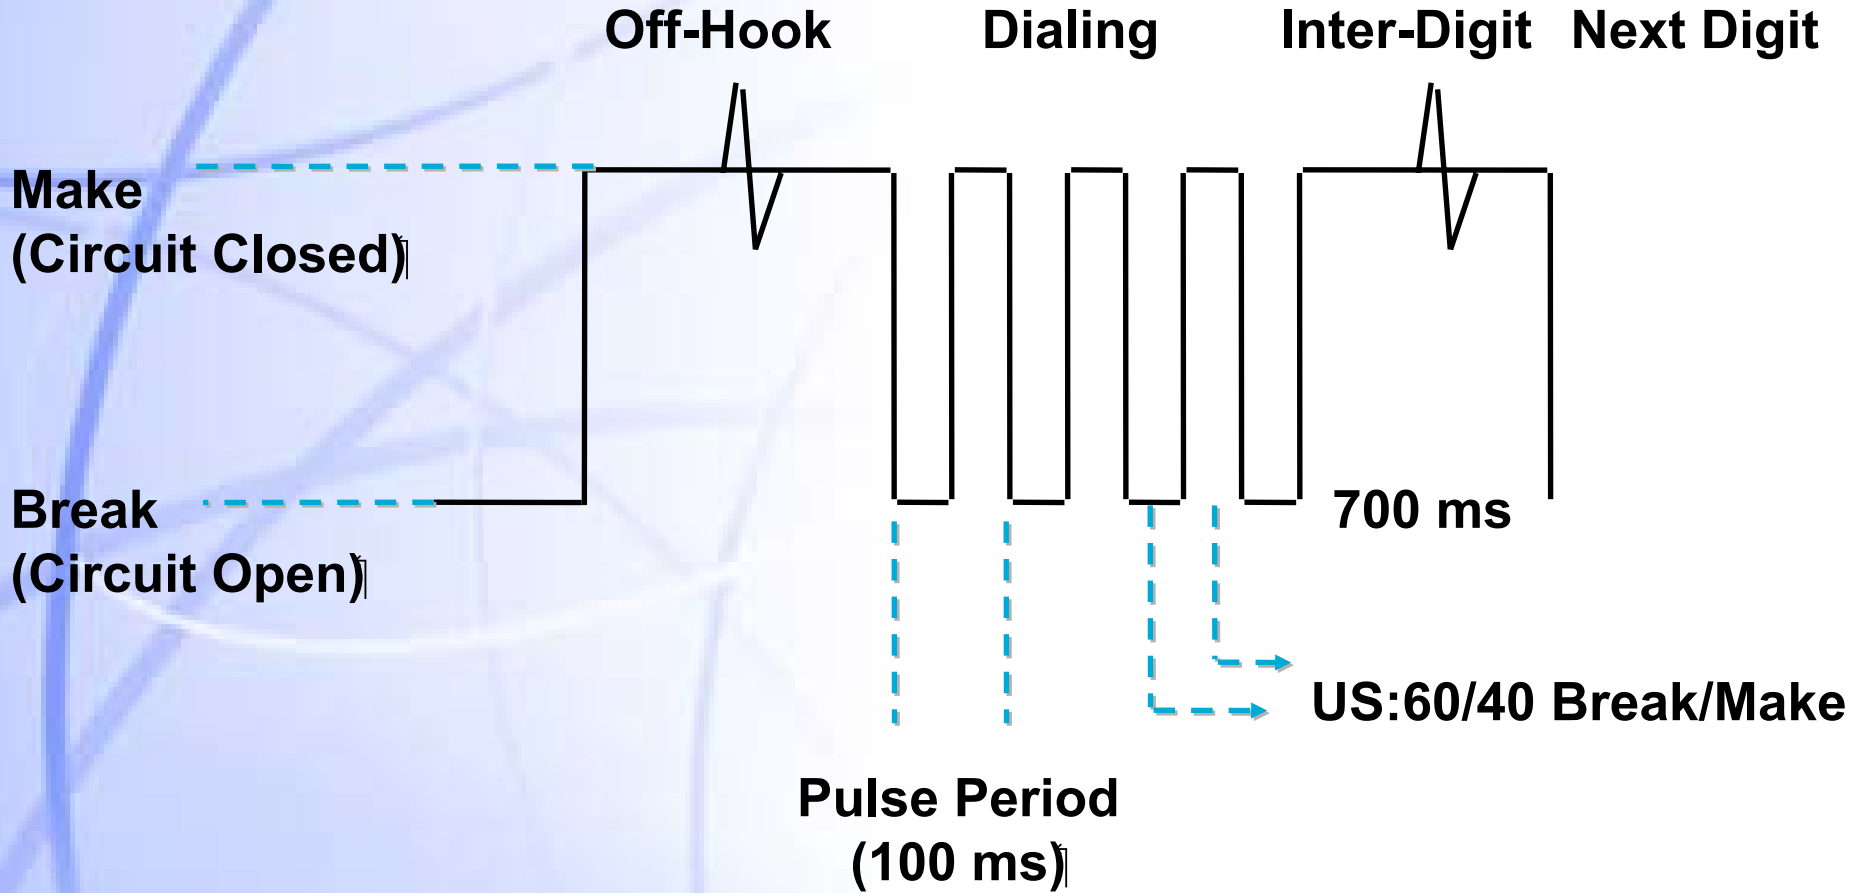 Off-Hook Dialing Inter-Digit Next Digit
Make
(Circuit Closed)
Break
(Circuit Open)
700 ms
US:60/40 Break/Make
Pulse Period
(100 ms)